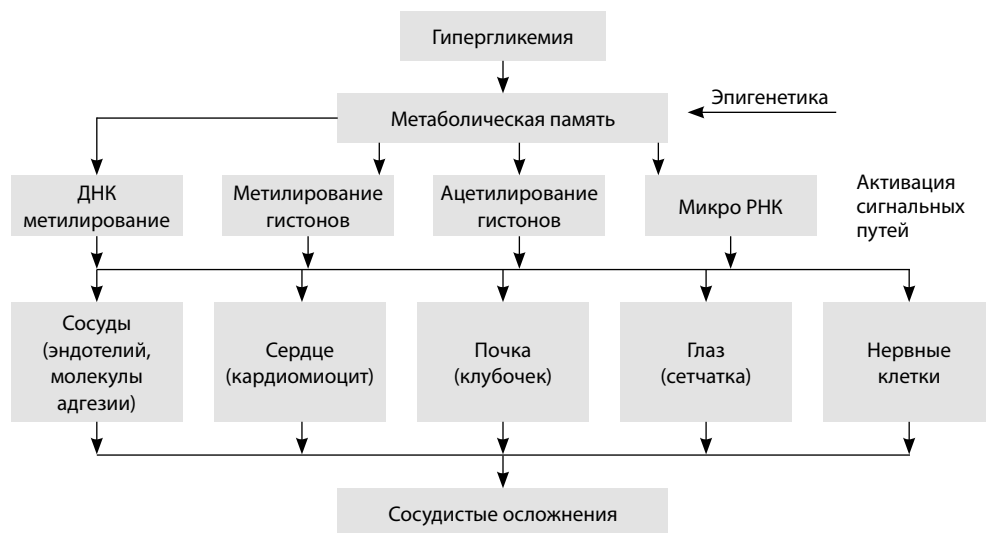 Гипергликемия
Эпигенетика
Метаболическая память
ДНК
метилирование
Метилирование
гистонов
Ацетилирование
гистонов
Микро РНК
Активация
сигнальных
путей
Сосуды
(эндотелий,
молекулы
адгезии)
Сердце
(кардиомиоцит)
Почка
(клубочек)
Глаз
(сетчатка)
Нервные
клетки
Сосудистые осложнения